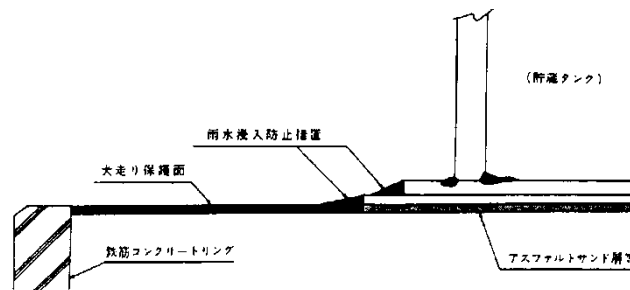 (貯蔵タンク)
雨水浸入防止措置
犬走り保護面
鉄筋コンクリートリング
アスファルトサンド層